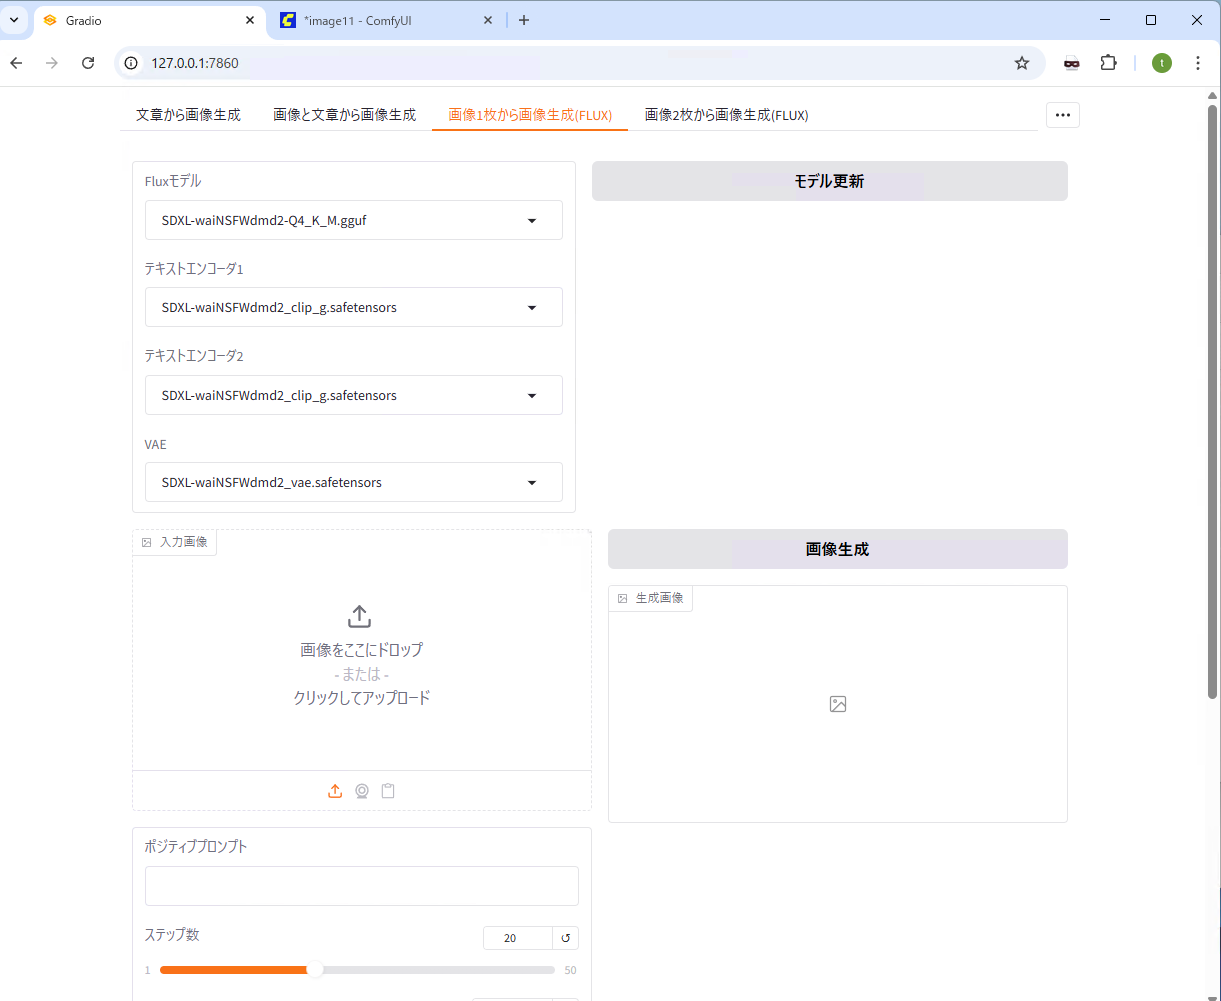 Gradio
*image11 - ComfyUI
127.0.0.1:7860
t
文章から画像生成
画像と文章から画像生成
画像1枚から画像生成(FLUX)
画像2枚から画像生成(FLUX)
Fluxモデル
SDXL-waiNSFWdmd2-Q4_K_M.gguf
モデル更新
テキストエンコーダ1
SDXL-waiNSFWdmd2_clip_g.safetensors
テキストエンコーダ2
SDXL-waiNSFWdmd2_clip_g.safetensors
VAE
SDXL-waiNSFWdmd2_vae.safetensors
入力画像
画像をここにドロップ
- または -
クリックしてアップロード
画像生成
生成画像
ポジティブプロンプト
ステップ数
20
1
50